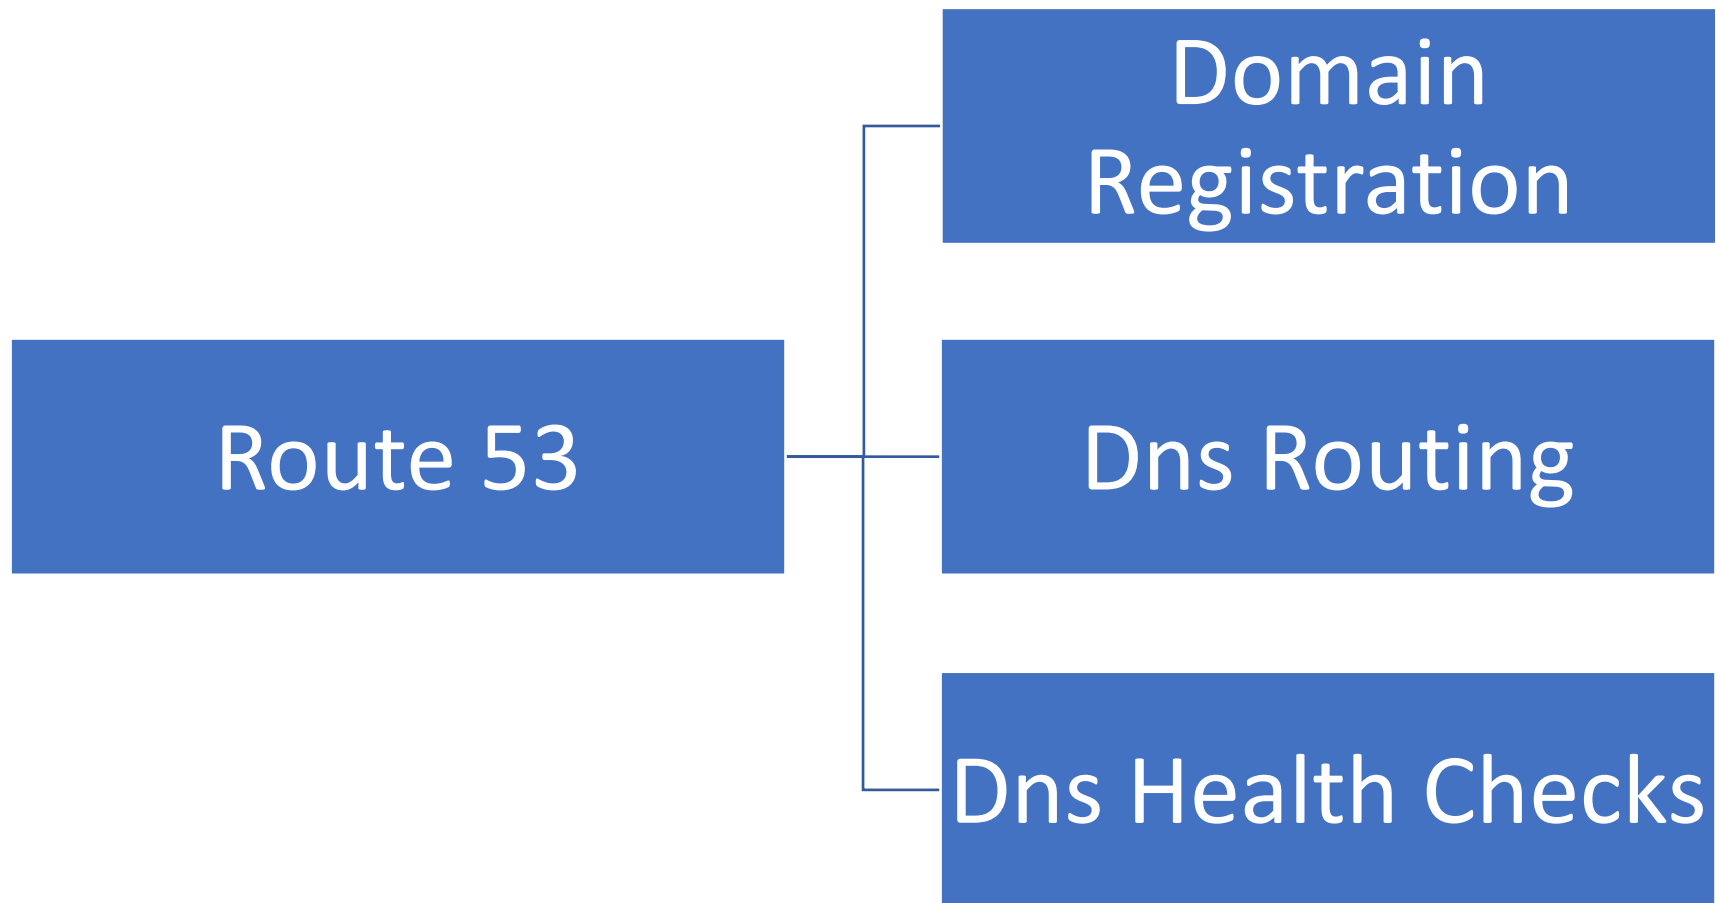 Domain
Registration
Route 53
Dns Routing
Dns Health Checks